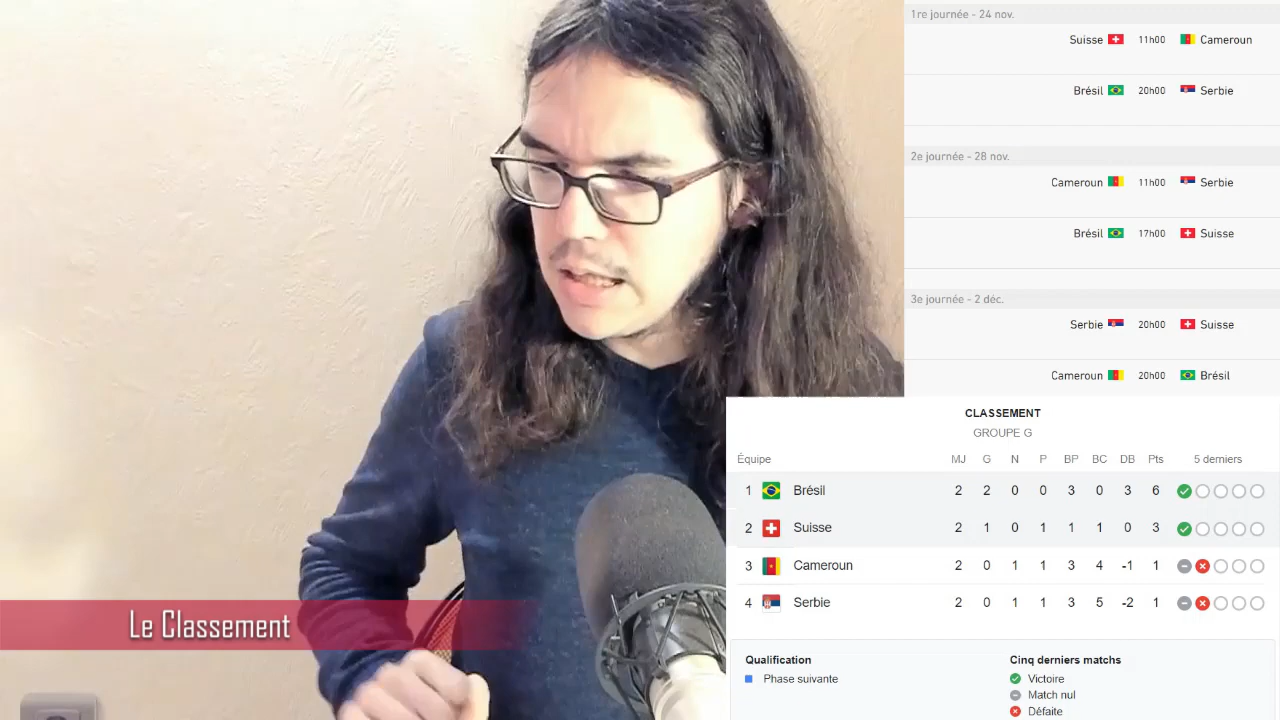 1re journée - 24 nov.
Suisse 11h00 Cameroun
Brésil 20h00 Serbie
2e journée - 28 nov.
Cameroun 11h00 Serbie
Brésil 17h00 Suisse
3e journée - 2 déc.
Serbie 20h00 Suisse
Cameroun 20h00 Brésil
CLASSEMENT
GROUPE G
Équipe MJ G N P BP BC DB Pts 5 derniers
1 Brésil 2 2 0 0 3 0 3 6
2 Suisse 2 1 0 1 1 1 0 3
3 Cameroun 2 0 1 1 3 4 -1 1
4 Serbie 2 0 1 1 3 5 -2 1
Le Classement
Qualification
Phase suivante
Cinq derniers matchs
Victoire
Match nul
Défaite